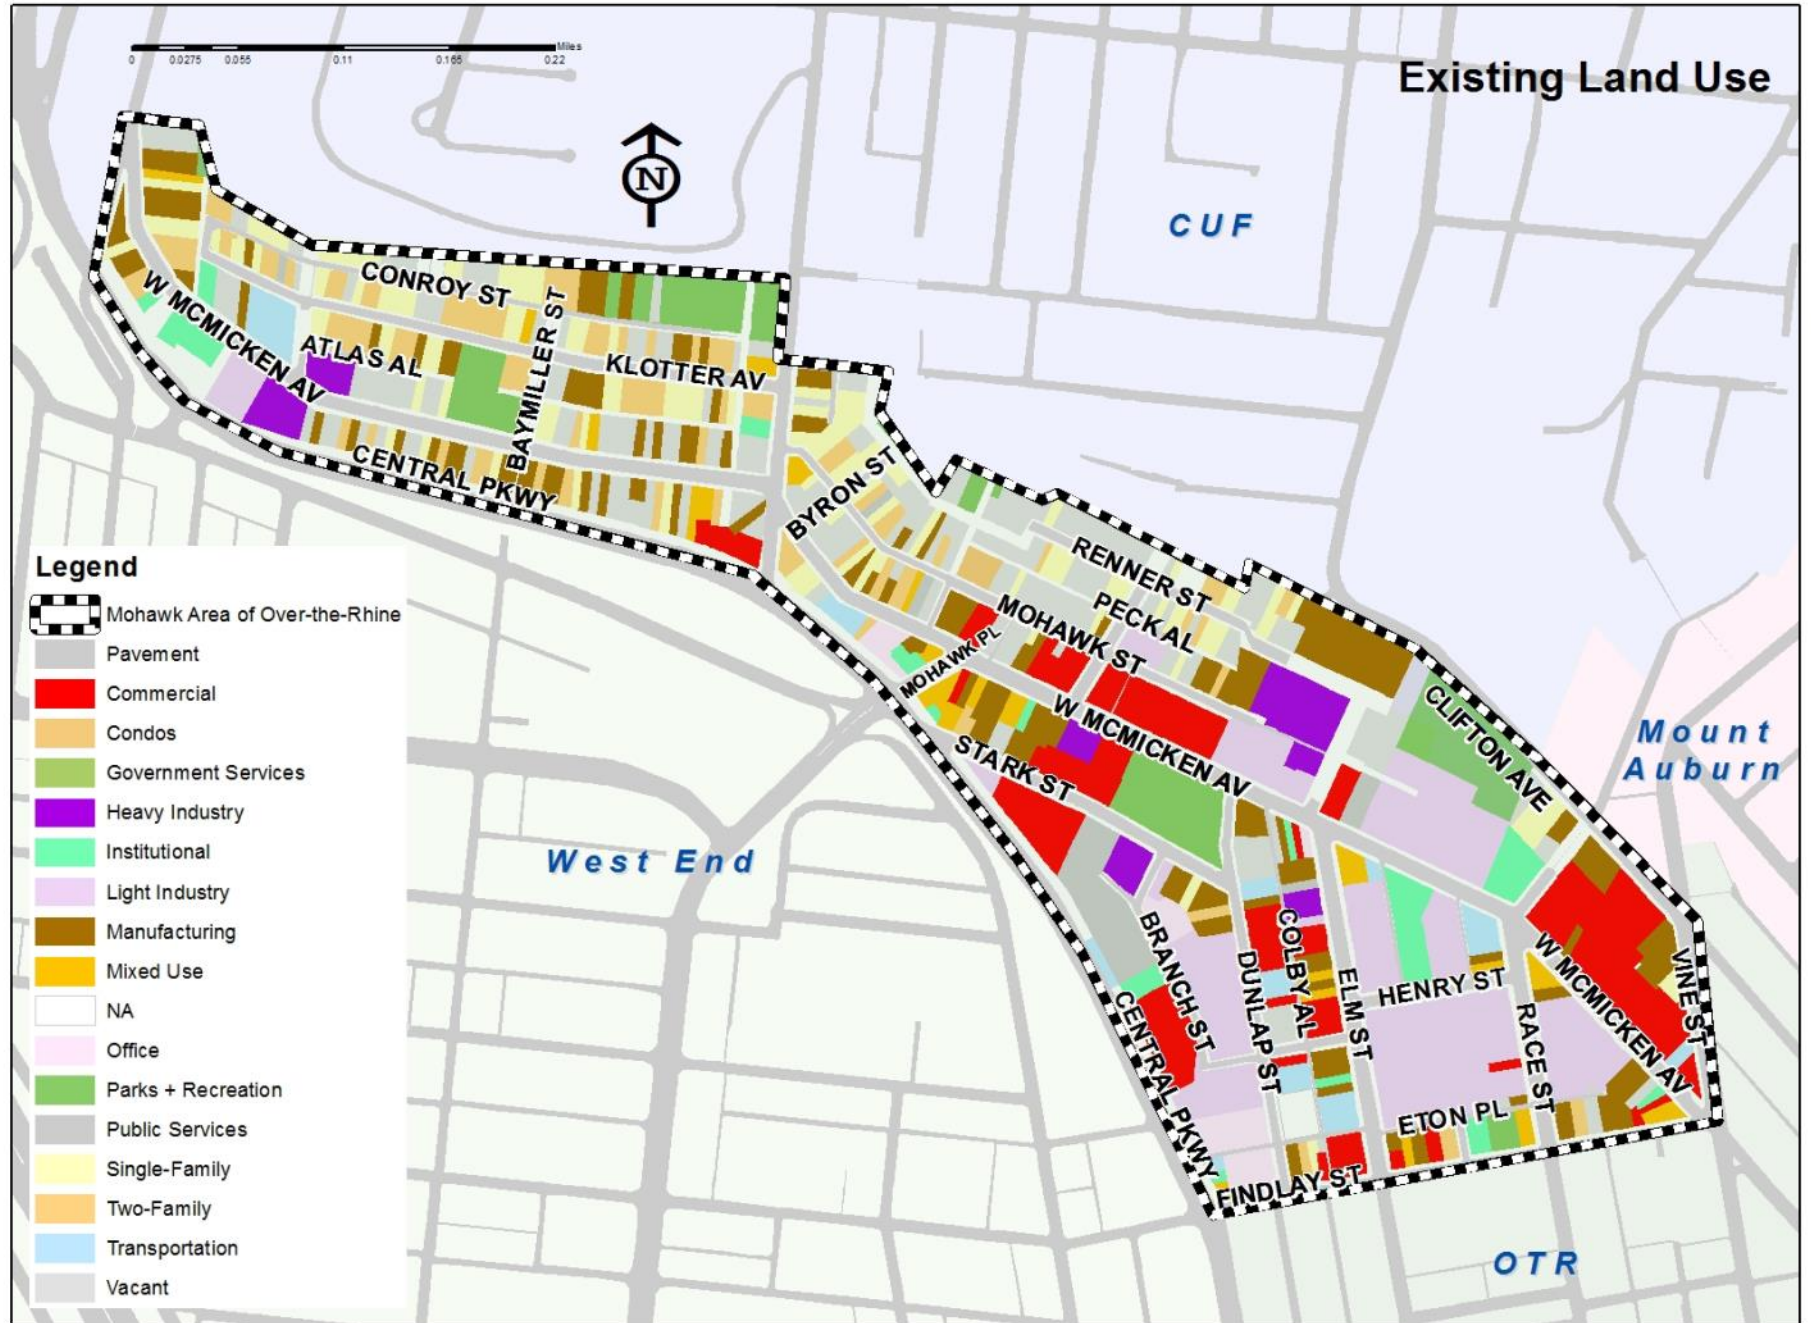 Miles
0 0.0275 0.055 0.11 0.165 0.22
Existing Land Use
N
CUF
CONROY ST
W MCMICKEN AV
ATLAS AL
BAYMILLER ST
KLOTTER AV
CENTRAL PKWY
BYRON ST
RENNER ST
PECK AL
MOHAWK ST
MOHAWK PL
W MCMICKEN AV
STARK ST
CLIFTON AVE
Mount
Auburn
West End
BRANCH ST
DUNLAP ST
COLBY AL
ELM ST
HENRY ST
RACE ST
W MCMICKEN AV
VINE ST
CENTRAL PKWY
ETON PL
FINDLAY ST
OTR
Legend
Mohawk Area of Over-the-Rhine
Pavement
Commercial
Condos
Government Services
Heavy Industry
Institutional
Light Industry
Manufacturing
Mixed Use
NA
Office
Parks + Recreation
Public Services
Single-Family
Two-Family
Transportation
Vacant